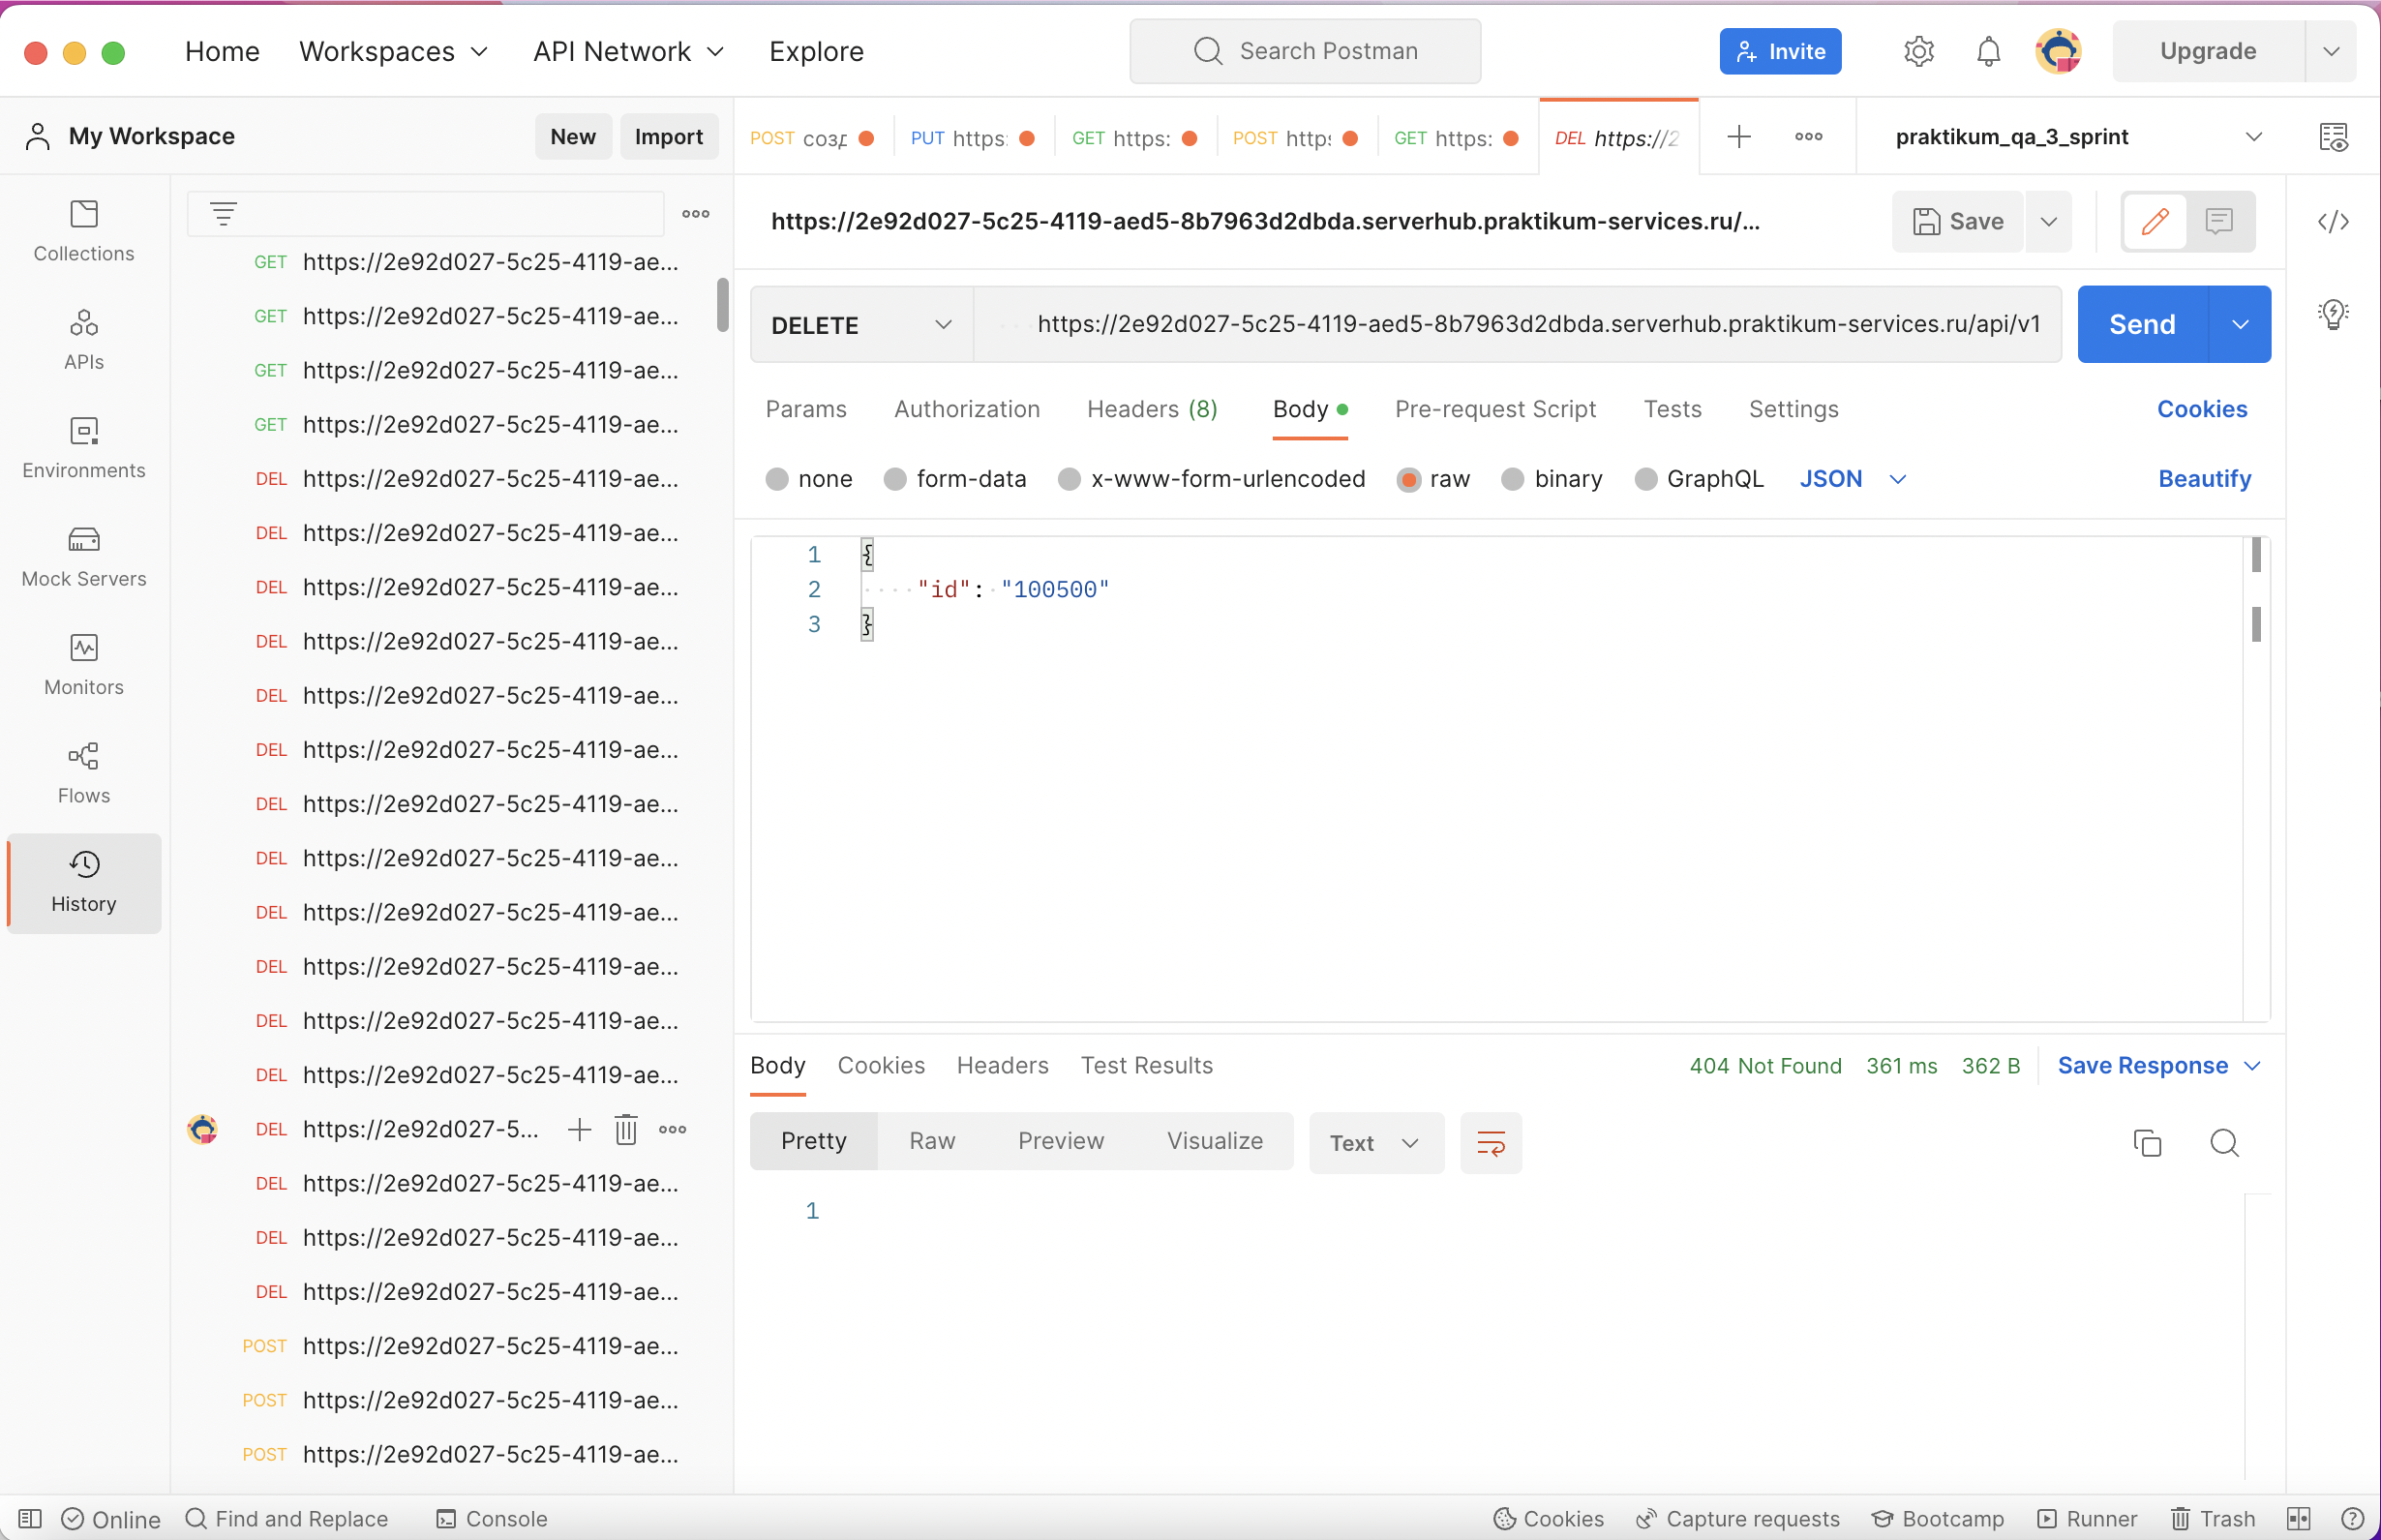 Home Workspaces API Network Explore Search Postman Invite Upgrade
My Workspace New Import
POST созд PUT https: GET https: POST https GET https: DEL https://2 praktikum_qa_3_sprint
Collections
APIs
Environments
Mock Servers
Monitors
Flows
History
GET https://2e92d027-5c25-4119-ae...
GET https://2e92d027-5c25-4119-ae...
GET https://2e92d027-5c25-4119-ae...
GET https://2e92d027-5c25-4119-ae...
DEL https://2e92d027-5c25-4119-ae...
DEL https://2e92d027-5c25-4119-ae...
DEL https://2e92d027-5c25-4119-ae...
DEL https://2e92d027-5c25-4119-ae...
DEL https://2e92d027-5c25-4119-ae...
DEL https://2e92d027-5c25-4119-ae...
DEL https://2e92d027-5c25-4119-ae...
DEL https://2e92d027-5c25-4119-ae...
DEL https://2e92d027-5c25-4119-ae...
DEL https://2e92d027-5c25-4119-ae...
DEL https://2e92d027-5c25-4119-ae...
DEL https://2e92d027-5c25-4119-ae...
DEL https://2e92d027-5...
DEL https://2e92d027-5c25-4119-ae...
DEL https://2e92d027-5c25-4119-ae...
DEL https://2e92d027-5c25-4119-ae...
POST https://2e92d027-5c25-4119-ae...
POST https://2e92d027-5c25-4119-ae...
POST https://2e92d027-5c25-4119-ae...
https://2e92d027-5c25-4119-aed5-8b7963d2dbda.serverhub.praktikum-services.ru/... Save
DELETE https://2e92d027-5c25-4119-aed5-8b7963d2dbda.serverhub.praktikum-services.ru/api/v1 Send
Params Authorization Headers (8) Body Pre-request Script Tests Settings Cookies
none form-data x-www-form-urlencoded raw binary GraphQL JSON Beautify
1 {
2 "id": "100500"
3 }
Body Cookies Headers Test Results 404 Not Found 361 ms 362 B Save Response
Pretty Raw Preview Visualize Text
1
Online Find and Replace Console Cookies Capture requests Bootcamp Runner Trash